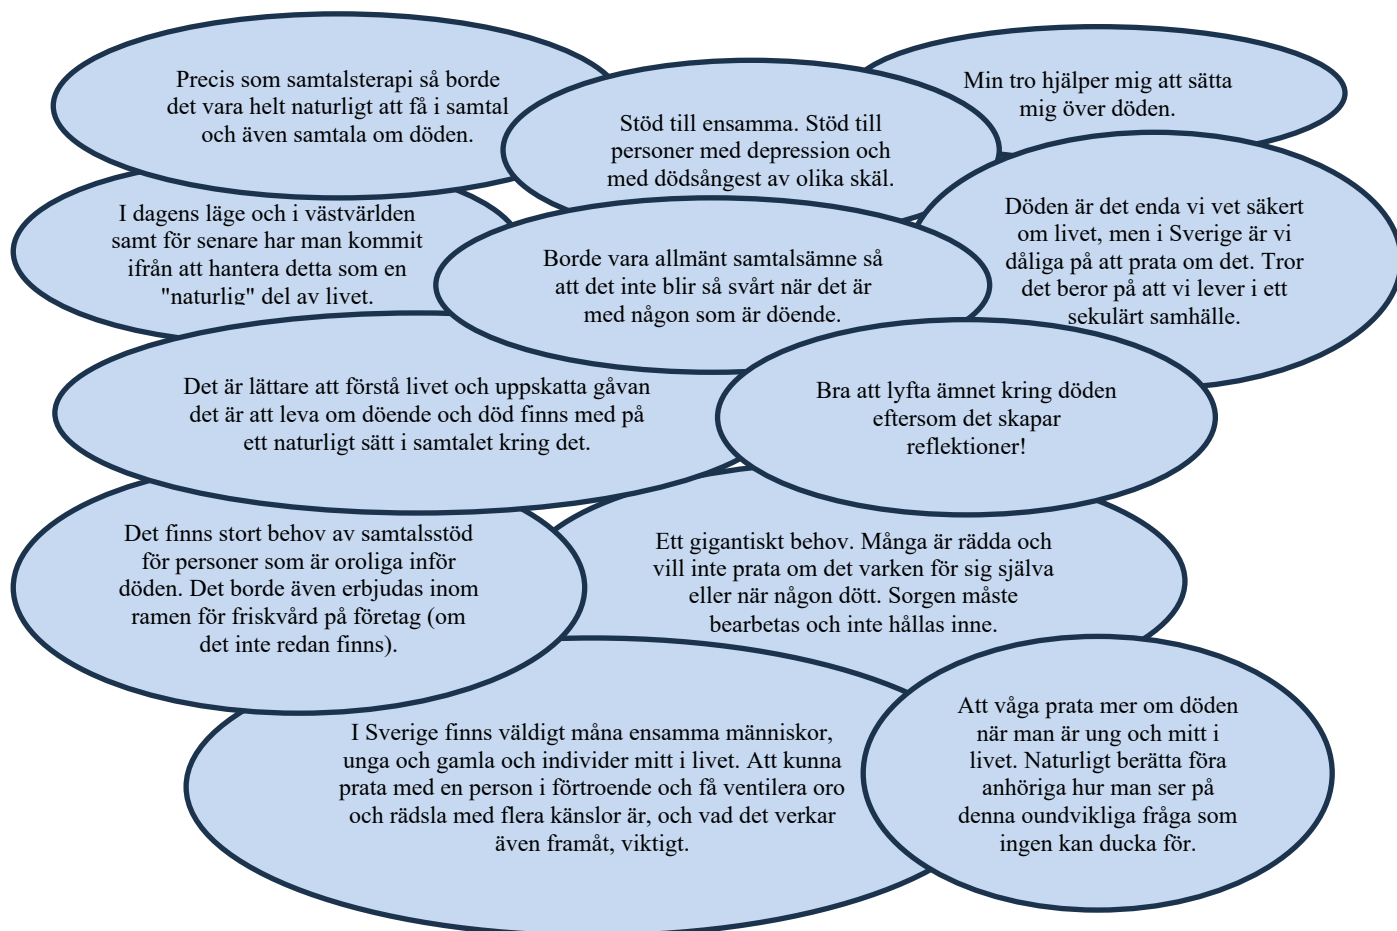 Precis som samtalsterapi så borde
det vara helt naturligt att få i samtal
och även samtala om döden.
Stöd till ensamma. Stöd till
personer med depression och
med dödsångest av olika skäl.
Min tro hjälper mig att sätta
mig över döden.
I dagens läge och i västvärlden
samt för senare har man kommit
ifrån att hantera detta som en
"naturlig" del av livet.
Borde vara allmänt samtalsämne så
att det inte blir så svårt när det är
med någon som är döende.
Döden är det enda vi vet säkert
om livet, men i Sverige är vi
dåliga på att prata om det. Tror
det beror på att vi lever i ett
sekulärt samhälle.
Det är lättare att förstå livet och uppskatta gåvan
det är att leva om döende och död finns med på
ett naturligt sätt i samtalet kring det.
Bra att lyfta ämnet kring döden
eftersom det skapar
reflektioner!
Det finns stort behov av samtalsstöd
för personer som är oroliga inför
döden. Det borde även erbjudas inom
ramen för friskvård på företag (om
det inte redan finns).
Ett gigantiskt behov. Många är rädda och
vill inte prata om det varken för sig själva
eller när någon dött. Sorgen måste
bearbetas och inte hållas inne.
I Sverige finns väldigt måna ensamma människor,
unga och gamla och individer mitt i livet. Att kunna
prata med en person i förtroende och få ventilera oro
och rädsla med flera känslor är, och vad det verkar
även framåt, viktigt.
Att våga prata mer om döden
när man är ung och mitt i
livet. Naturligt berätta föra
anhöriga hur man ser på
denna oundvikliga fråga som
ingen kan ducka för.